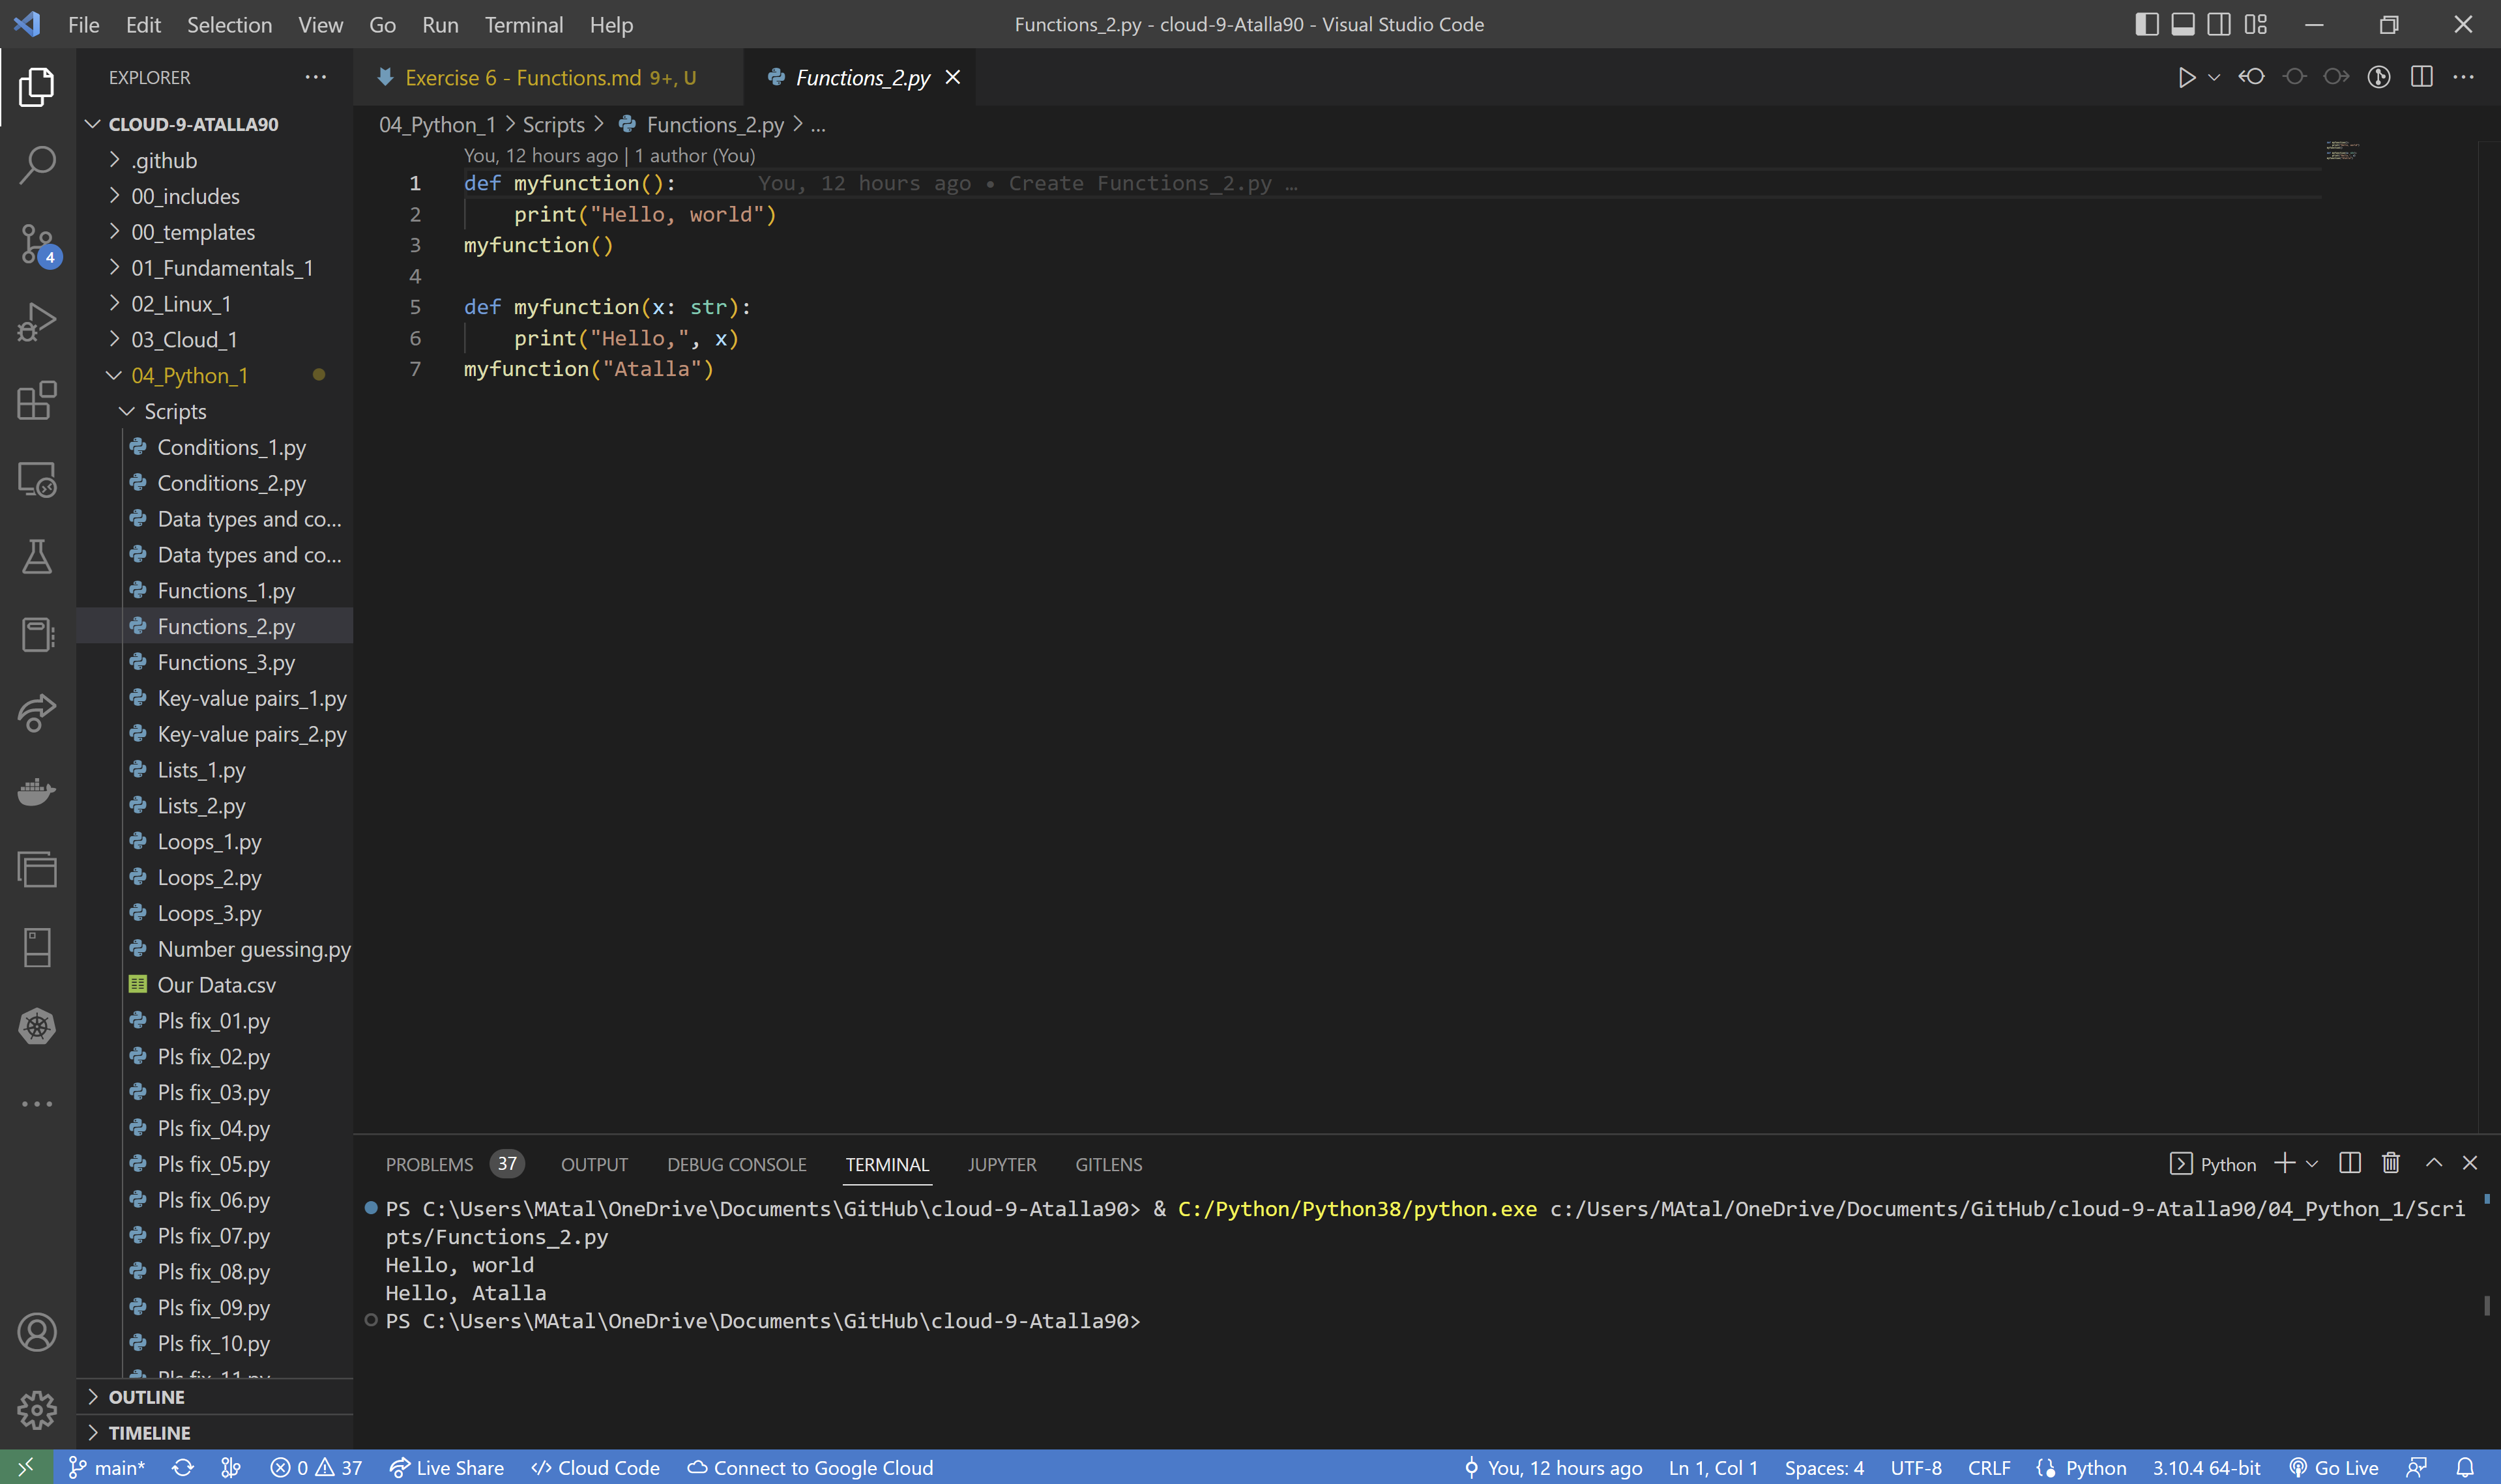 File Edit Selection View Go Run Terminal Help Functions_2.py - cloud-9-Atalla90 - Visual Studio Code
EXPLORER
Exercise 6 - Functions.md 9+, U
Functions_2.py
CLOUD-9-ATALLA90
.github
00_includes
00_templates
01_Fundamentals_1
02_Linux_1
03_Cloud_1
04_Python_1
Scripts
Conditions_1.py
Conditions_2.py
Data types and co...
Data types and co...
Functions_1.py
Functions_2.py
Functions_3.py
Key-value pairs_1.py
Key-value pairs_2.py
Lists_1.py
Lists_2.py
Loops_1.py
Loops_2.py
Loops_3.py
Number guessing.py
Our Data.csv
Pls fix_01.py
Pls fix_02.py
Pls fix_03.py
Pls fix_04.py
Pls fix_05.py
Pls fix_06.py
Pls fix_07.py
Pls fix_08.py
Pls fix_09.py
Pls fix_10.py
Pls fix_11.py
OUTLINE
TIMELINE
4
04_Python_1 > Scripts > Functions_2.py > ...
You, 12 hours ago | 1 author (You)
1 def myfunction(): You, 12 hours ago • Create Functions_2.py …
2 print("Hello, world")
3 myfunction()
4
5 def myfunction(x: str):
6 print("Hello,", x)
7 myfunction("Atalla")
PROBLEMS 37 OUTPUT DEBUG CONSOLE TERMINAL JUPYTER GITLENS Python
PS C:\Users\MAtal\OneDrive\Documents\GitHub\cloud-9-Atalla90> & C:/Python/Python38/python.exe c:/Users/MAtal/OneDrive/Documents/GitHub/cloud-9-Atalla90/04_Python_1/Scri
pts/Functions_2.py
Hello, world
Hello, Atalla
PS C:\Users\MAtal\OneDrive\Documents\GitHub\cloud-9-Atalla90>
main* 0 37 Live Share Cloud Code Connect to Google Cloud You, 12 hours ago Ln 1, Col 1 Spaces: 4 UTF-8 CRLF Python 3.10.4 64-bit Go Live